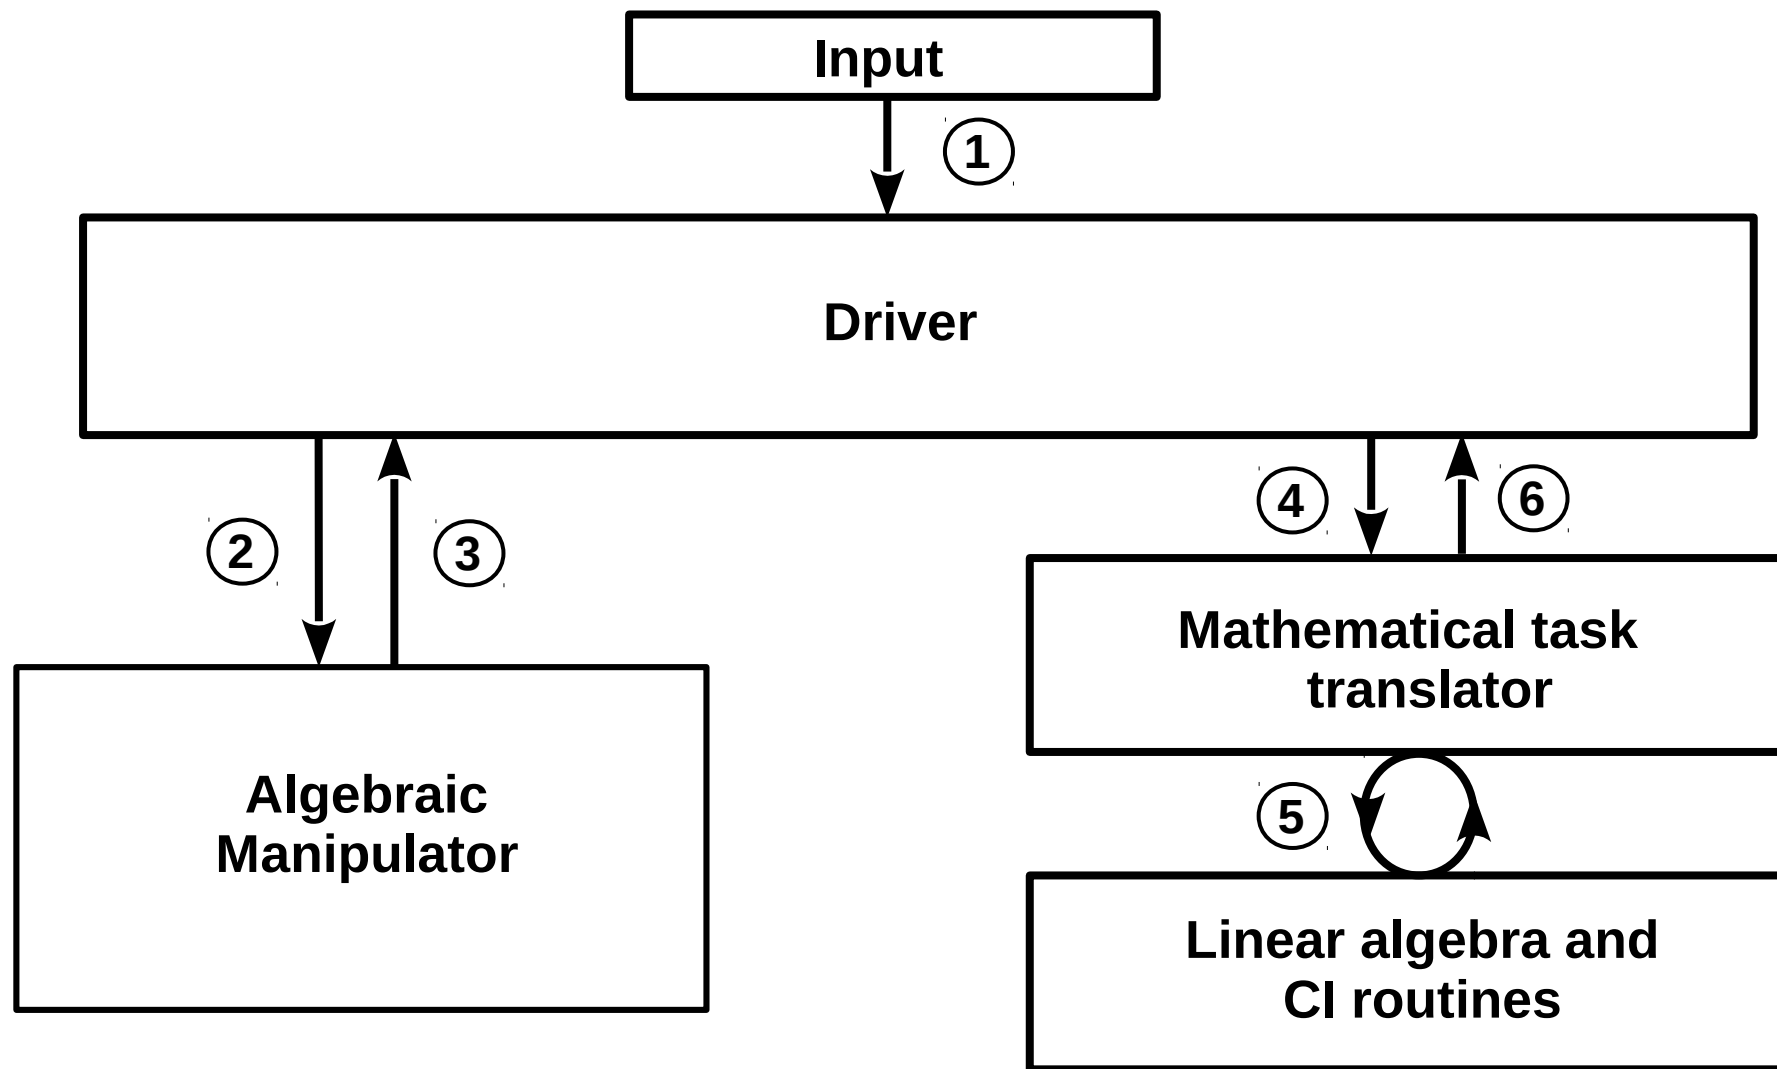 Input
1
Driver
2
3
4
6
Mathematical task
translator
Algebraic
Manipulator
5
Linear algebra and
CI routines